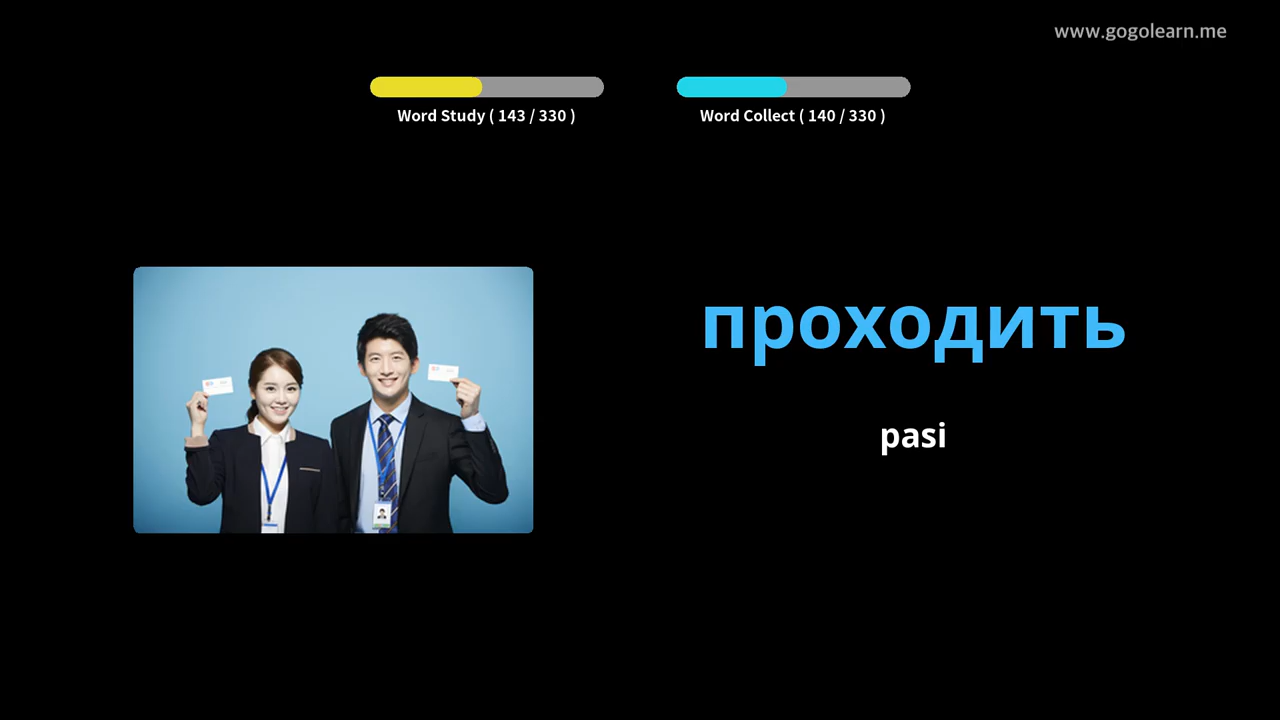 www.gogolearn.me
Word Study ( 143 / 330 )
Word Collect ( 140 / 330 )
проходить
pasi